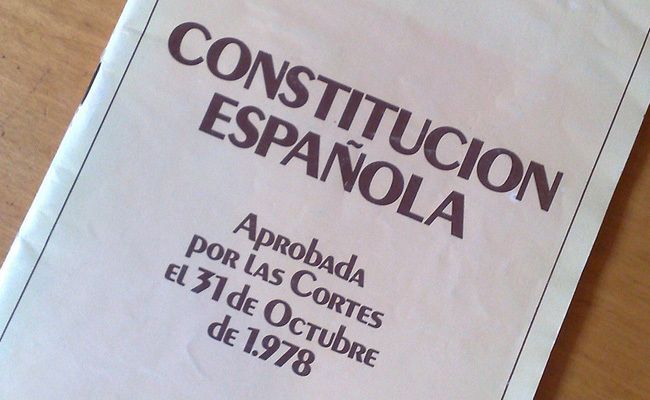 CONSTITUCION
ESPAÑOLA
Aprobada
por las Cortes
el 31 de Octubre
de 1.978